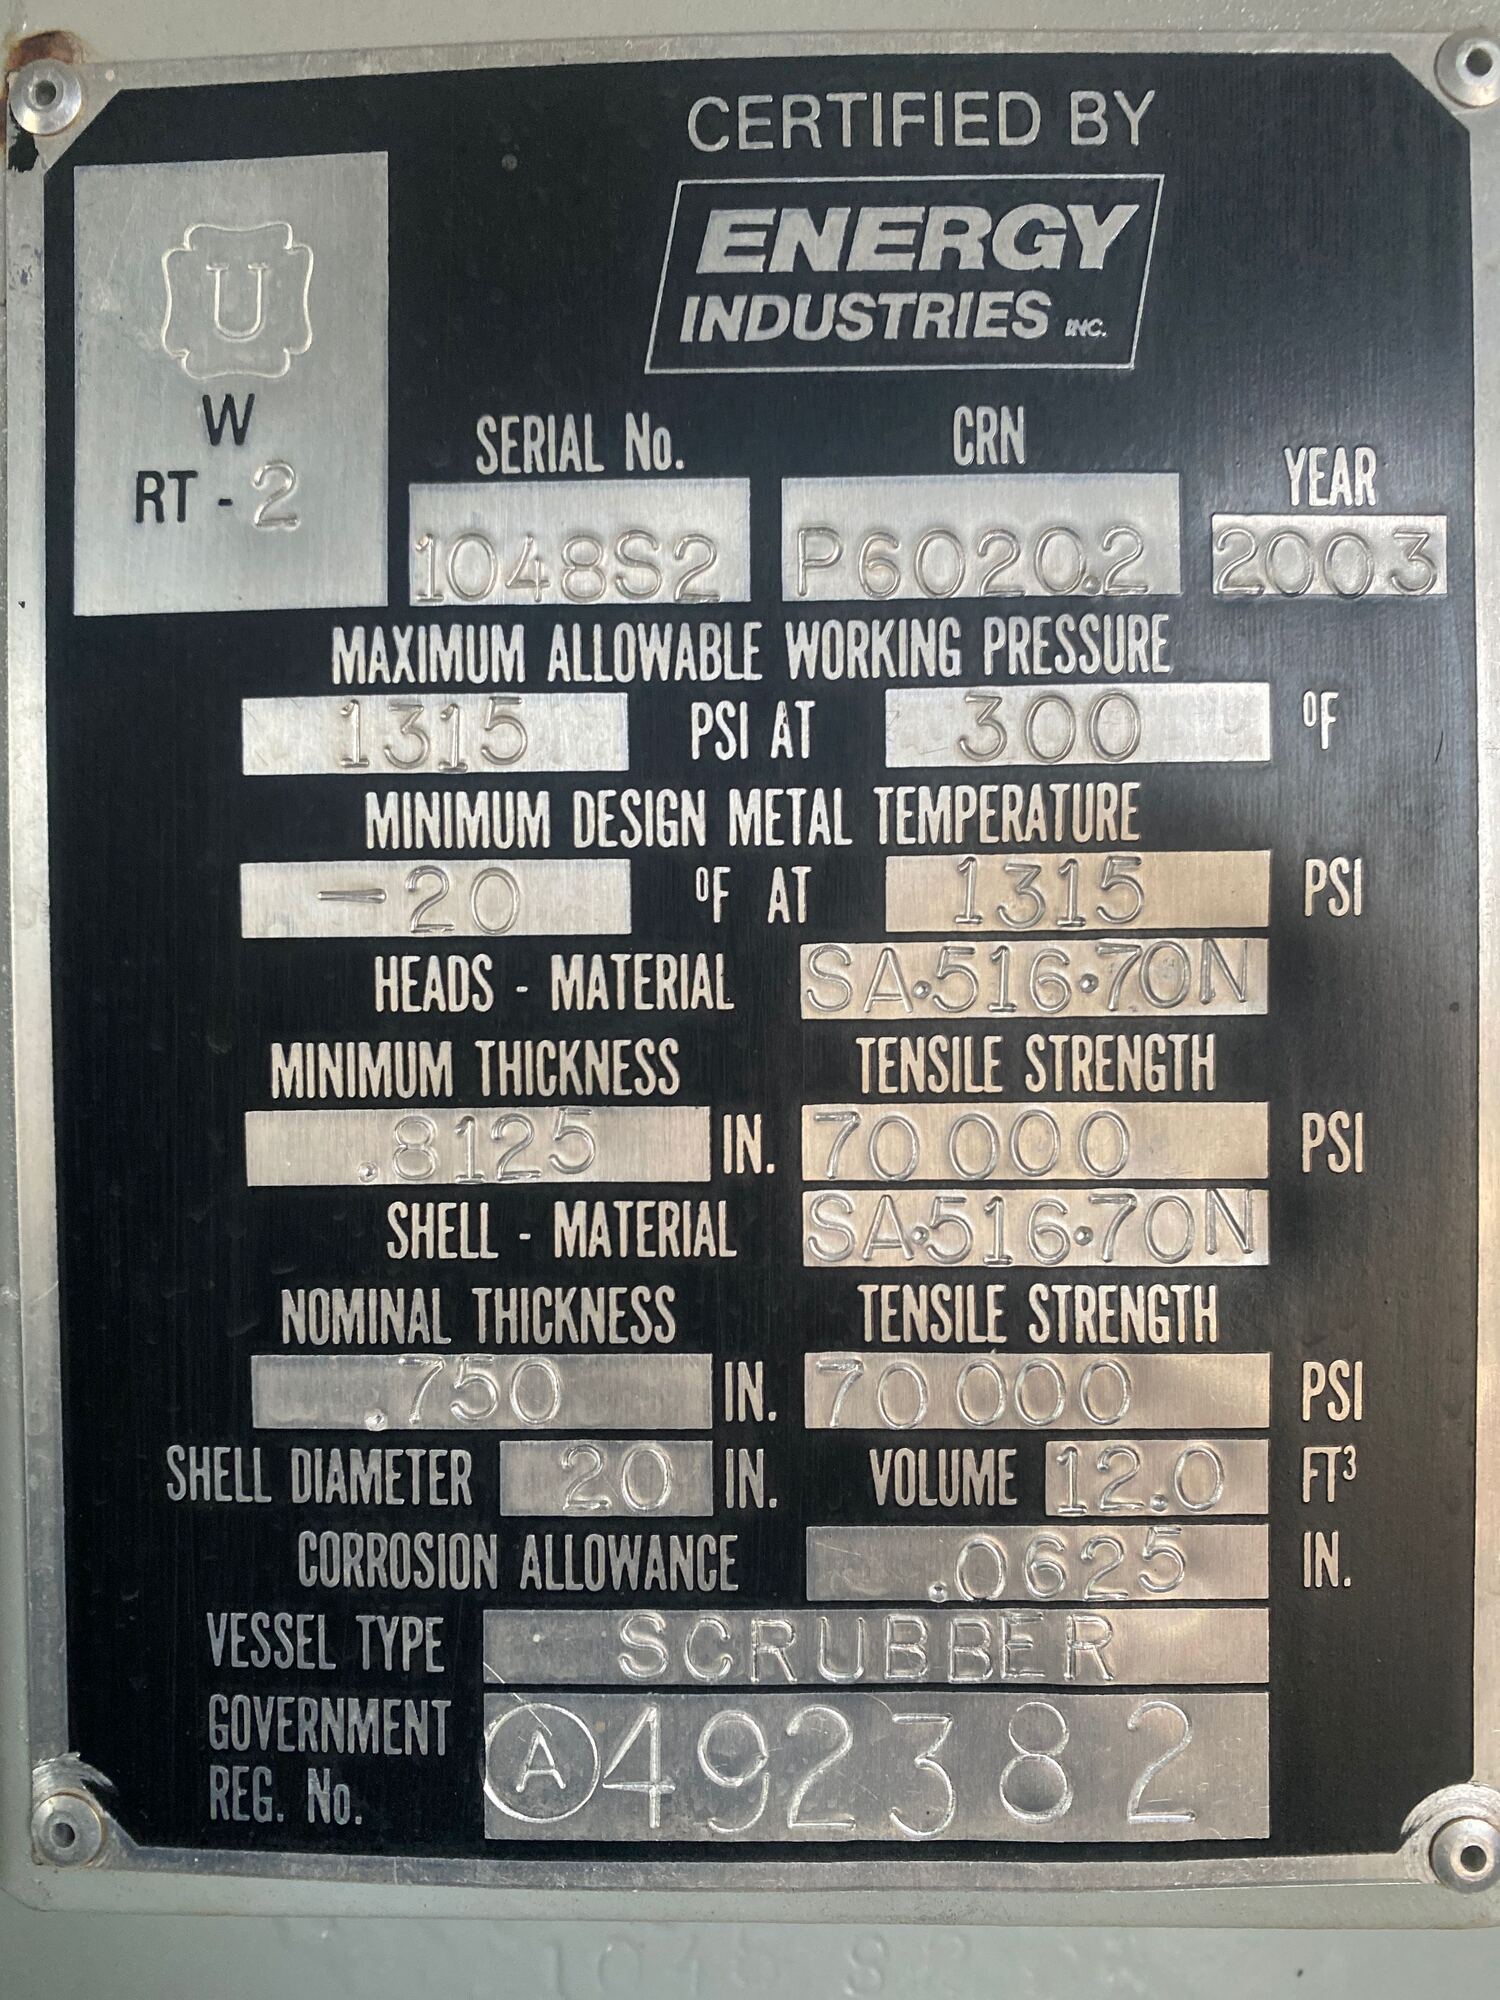 CERTIFIED BY
ENERGY
INDUSTRIES INC.
U
W
RT - 2
SERIAL No. CRN YEAR
1048S2 P6020.2 2003
MAXIMUM ALLOWABLE WORKING PRESSURE
1315 PSI AT 300 °F
MINIMUM DESIGN METAL TEMPERATURE
-20 °F AT 1315 PSI
HEADS - MATERIAL SA·516·70N
MINIMUM THICKNESS TENSILE STRENGTH
.8125 IN. 70 000 PSI
SHELL - MATERIAL SA·516·70N
NOMINAL THICKNESS TENSILE STRENGTH
.750 IN. 70 000 PSI
SHELL DIAMETER 20 IN. VOLUME 12.0 FT³
CORROSION ALLOWANCE .0625 IN.
VESSEL TYPE SCRUBBER
GOVERNMENT
REG. No. Ⓐ492382